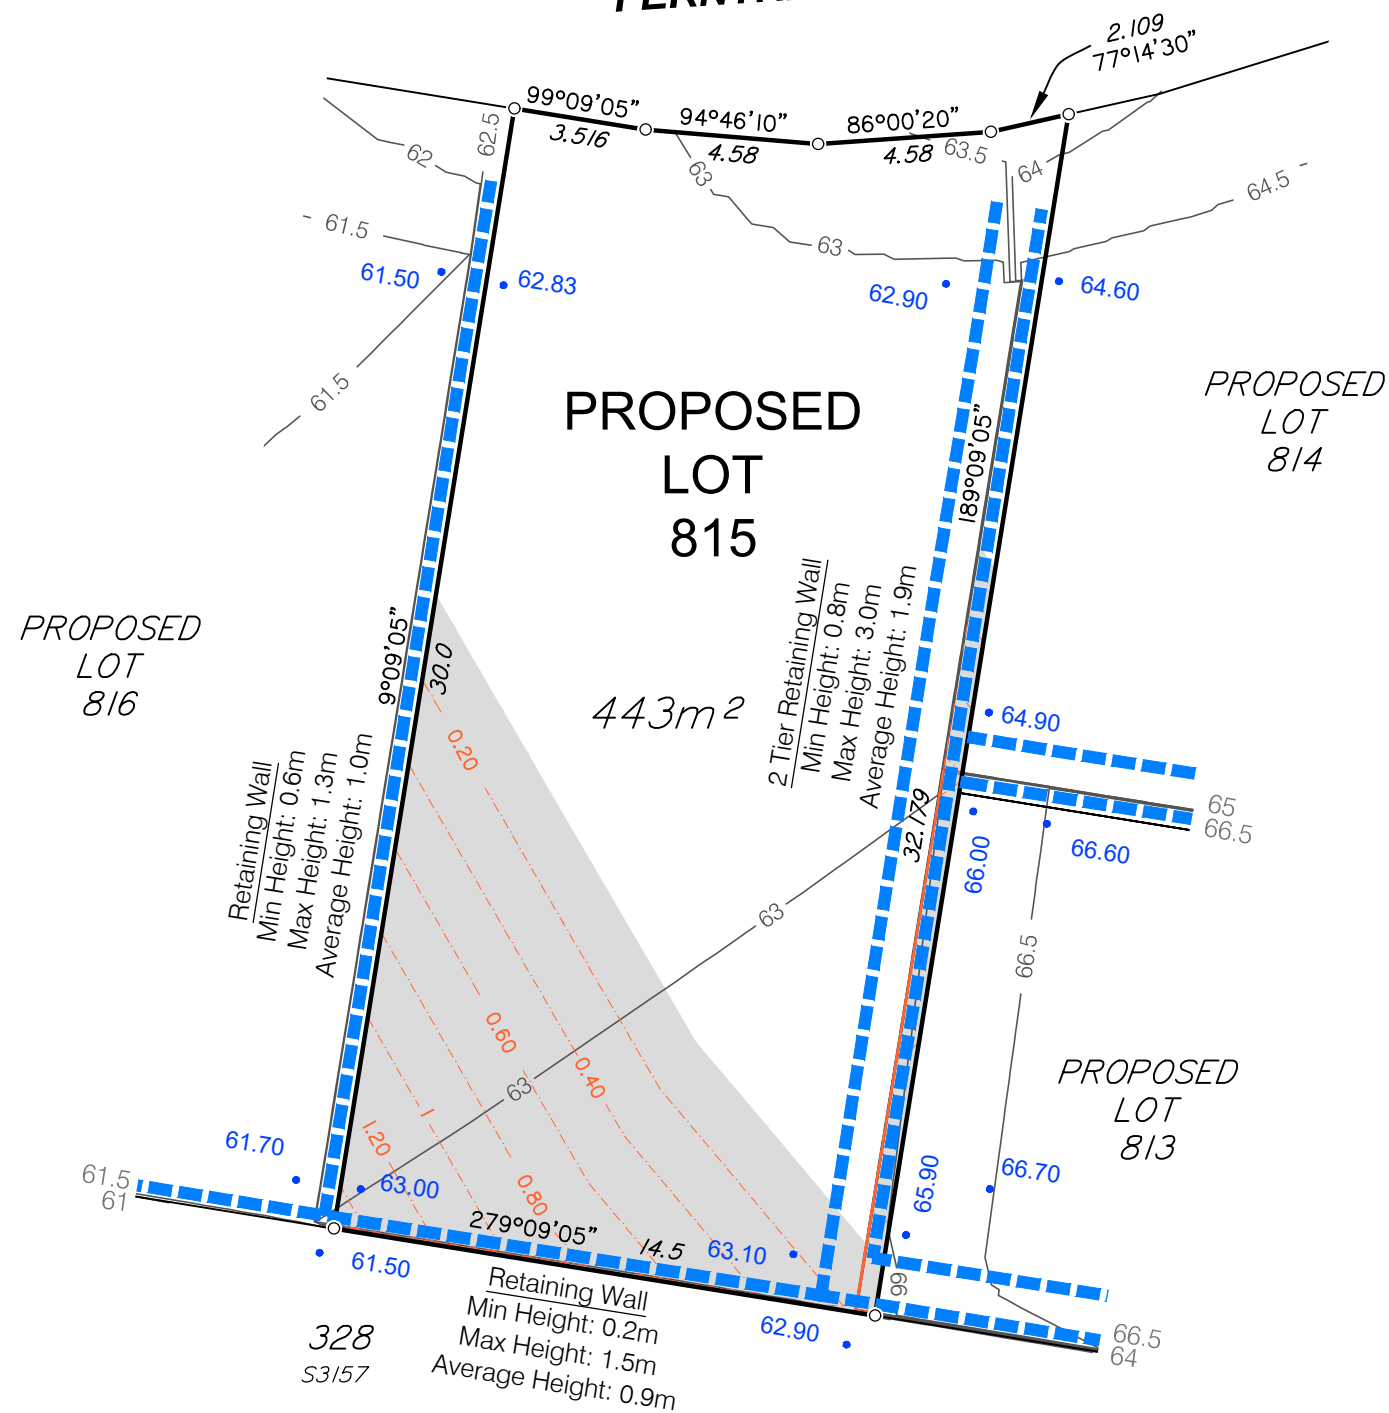 2.109
77°14'30"
99°09'05"
3.516
94°46'10"
4.58
86°00'20"
4.58
62.5
62
63
63.5
64
64.5
61.5
63
61.50
62.83
62.90
64.60
61.5
PROPOSED
LOT
815
PROPOSED
LOT
814
189°09'05"
PROPOSED
LOT
816
9°09'05"
30.0
443m²
2 Tier Retaining Wall
Min Height: 0.8m
Max Height: 3.0m
Average Height: 1.9m
0.20
64.90
Retaining Wall
Min Height: 0.6m
Max Height: 1.3m
Average Height: 1.0m
32.179
65
66.5
66.00
66.60
63
66.5
0.60
0.40
63
1
1.20
0.80
PROPOSED
LOT
813
61.70
63.00
65.90
66.70
61.5
61
279°09'05"
14.5
63.10
61.50
66
Retaining Wall
Min Height: 0.2m
Max Height: 1.5m
Average Height: 0.9m
62.90
66.5
64
328
S3157